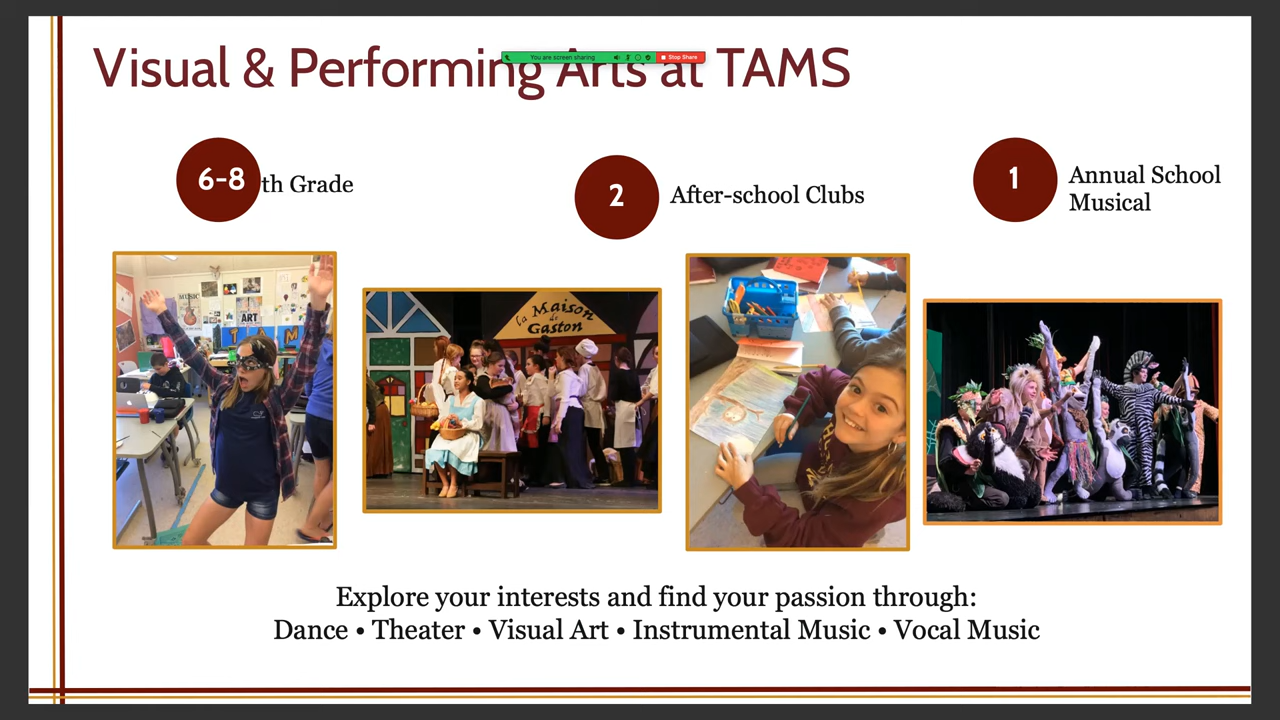 Visual & Performing Arts at TAMS
You are screen sharing
Stop Share
6-8
th Grade
2
After-school Clubs
1
Annual School
Musical
MUSIC
ART
la Maison
de
Gaston
Explore your interests and find your passion through:
Dance • Theater • Visual Art • Instrumental Music • Vocal Music